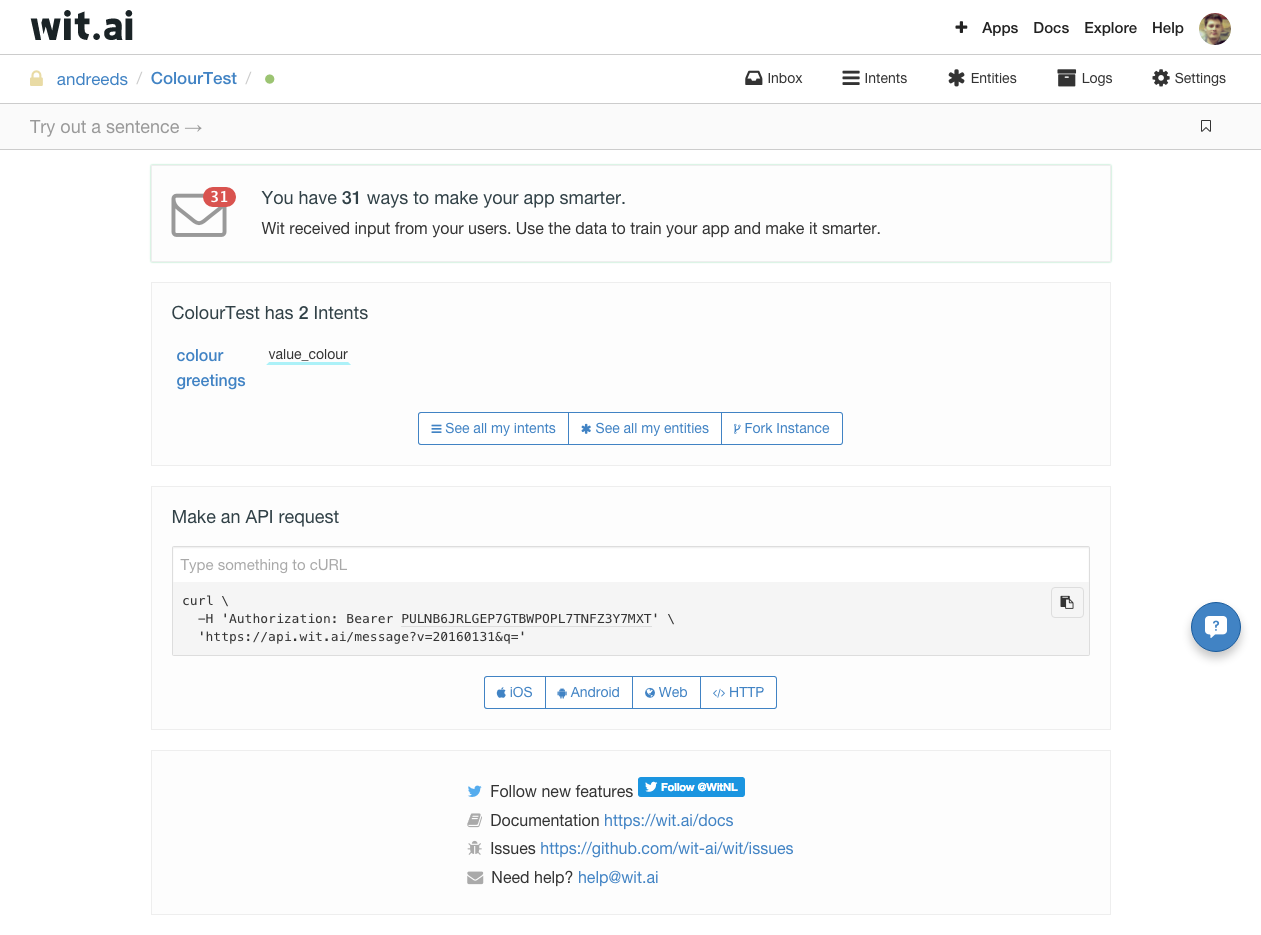 wit.ai
+ Apps Docs Explore Help
andreeds / ColourTest /
Inbox Intents Entities Logs Settings
Try out a sentence →
31
You have 31 ways to make your app smarter.
Wit received input from your users. Use the data to train your app and make it smarter.
ColourTest has 2 Intents
colour value_colour
greetings
See all my intents See all my entities Fork Instance
Make an API request
Type something to cURL
curl \
-H 'Authorization: Bearer PULNB6JRLGEP7GTBWPOPL7TNFZ3Y7MXT' \
'https://api.wit.ai/message?v=20160131&q='
iOS Android Web </> HTTP
Follow new features Follow @WitNL
Documentation https://wit.ai/docs
Issues https://github.com/wit-ai/wit/issues
Need help? help@wit.ai
?